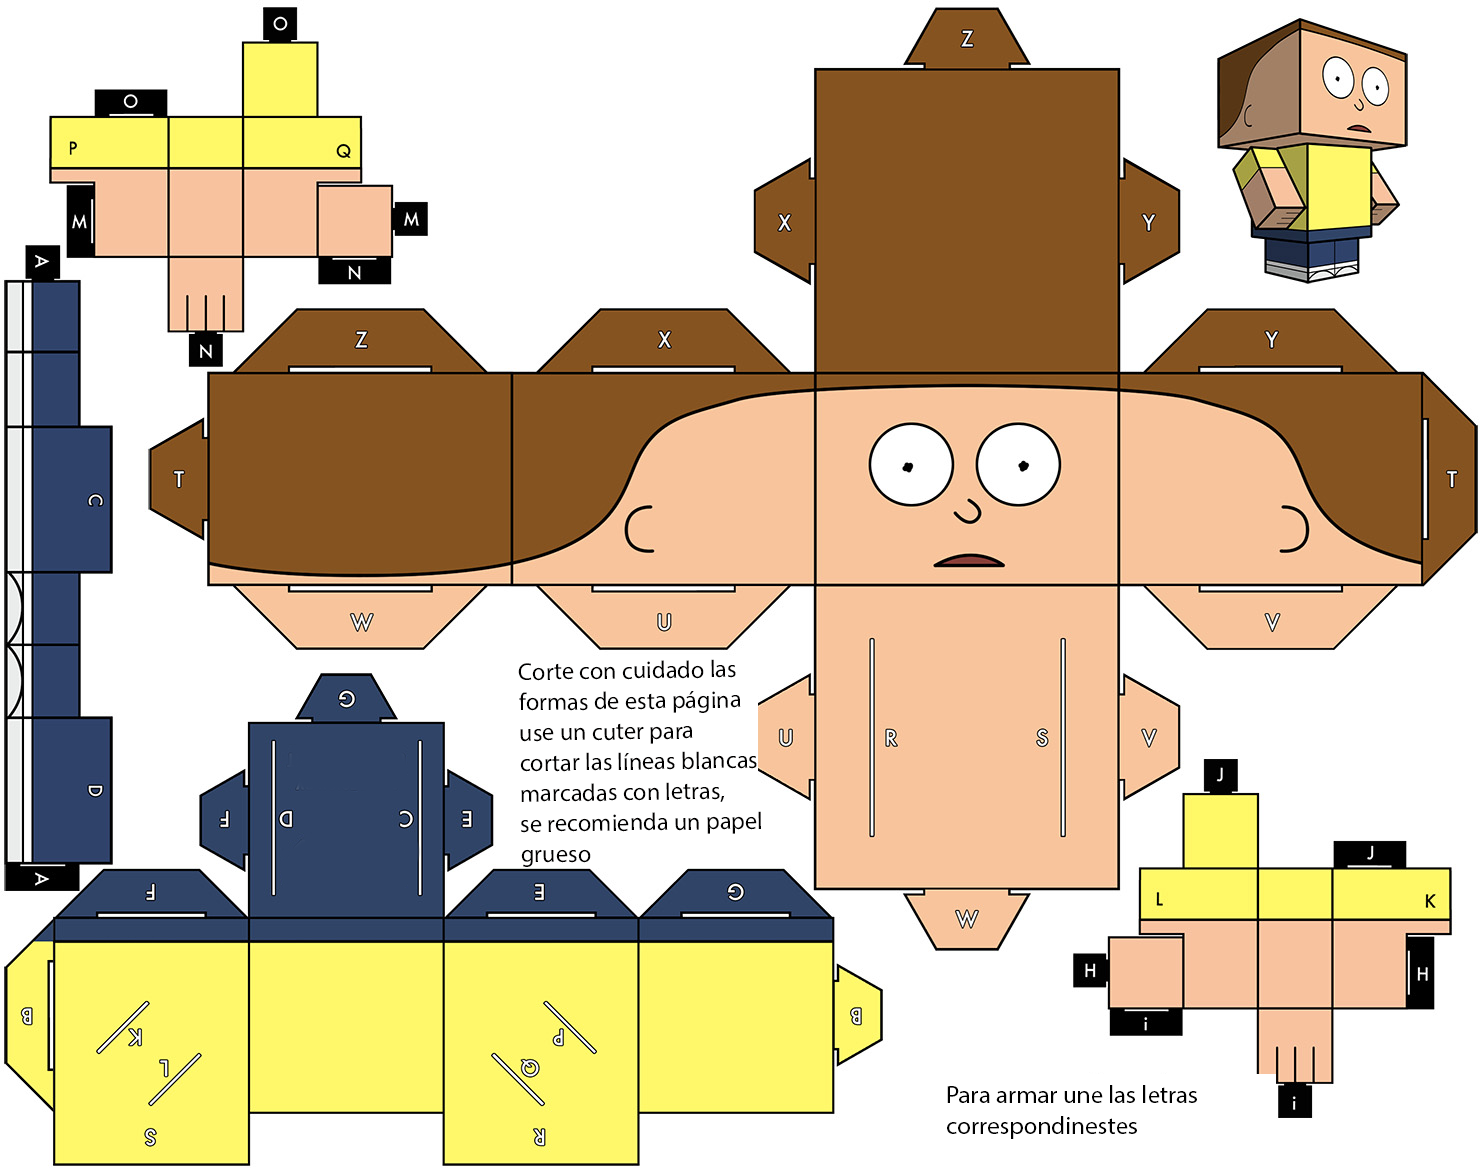 O
Z
O
P
Q
M
M
N
N
A
X
Y
Z
X
Y
T
T
C
D
A
W
U
V
Corte con cuidado las
formas de esta página
use un cuter para
cortar las líneas blancas
marcadas con letras,
se recomienda un papel
grueso
U
R
S
V
W
G
F
D
C
E
F
E
G
B
K
L
P
Q
B
S
R
J
J
L
K
H
H
i
i
Para armar une las letras
correspondinestes